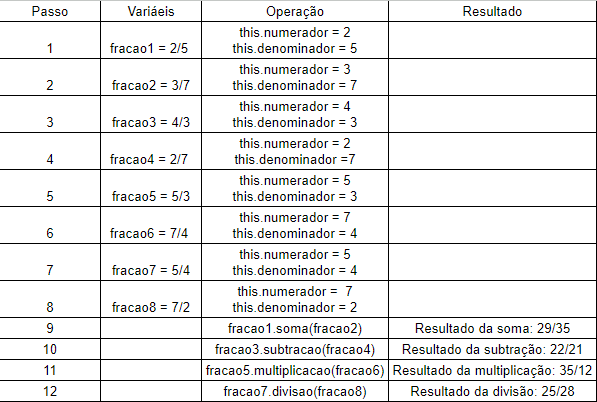 Passo Variáeis Operação Resultado
this.numerador = 2
1 fracao1 = 2/5 this.denominador = 5
this.numerador = 3
2 fracao2 = 3/7 this.denominador = 7
this.numerador = 4
3 fracao3 = 4/3 this.denominador = 3
this.numerador = 2
4 fracao4 = 2/7 this.denominador =7
this.numerador = 5
5 fracao5 = 5/3 this.denominador = 3
this.numerador = 7
6 fracao6 = 7/4 this.denominador = 4
this.numerador = 5
7 fracao7 = 5/4 this.denominador = 4
this.numerador =  7
8 fracao8 = 7/2 this.denominador = 2
9 fracao1.soma(fracao2) Resultado da soma: 29/35
10 fracao3.subtracao(fracao4) Resultado da subtração: 22/21
11 fracao5.multiplicacao(fracao6) Resultado da multiplicação: 35/12
12 fracao7.divisao(fracao8) Resultado da divisão: 25/28